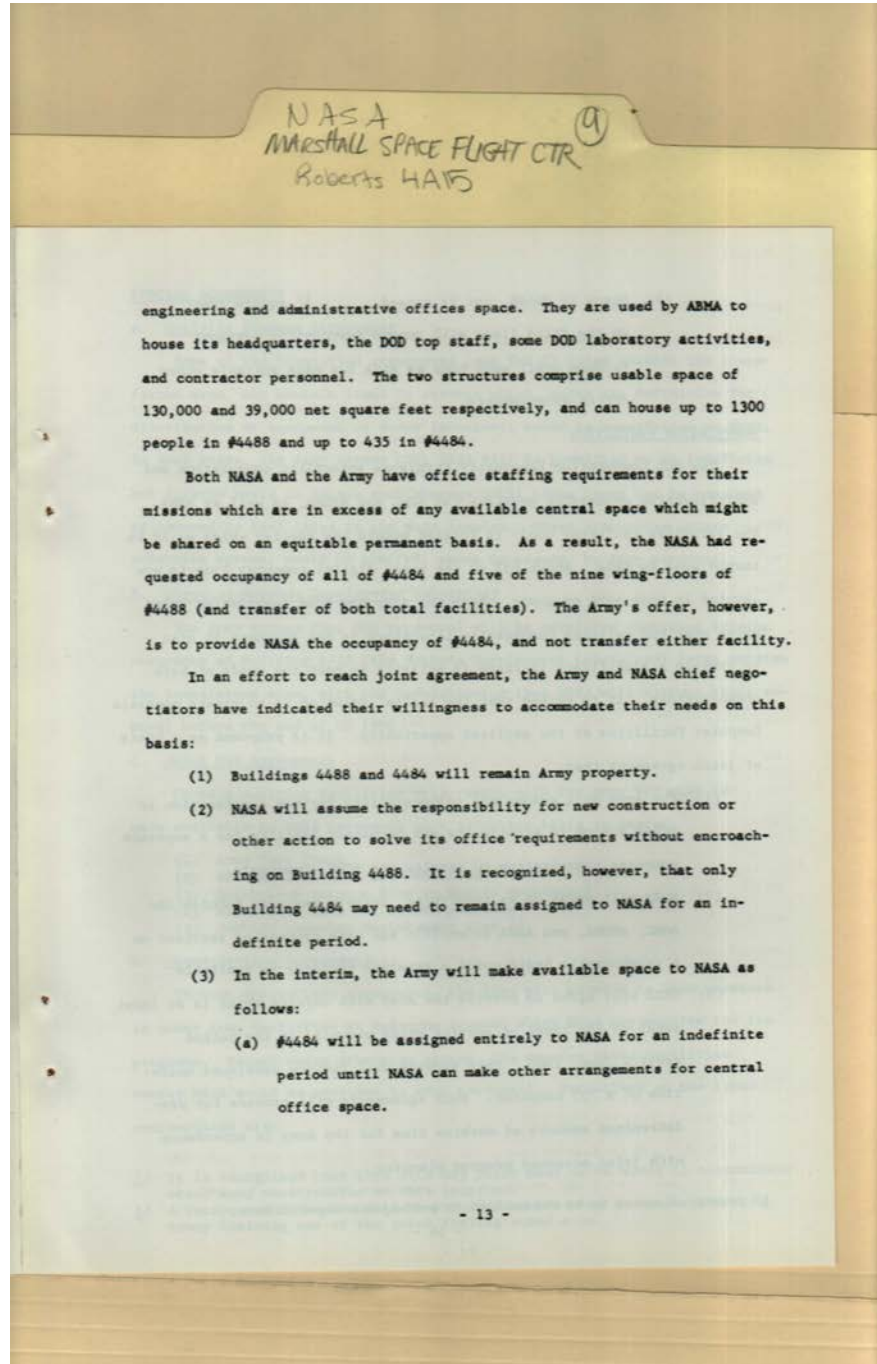 NASA
MARSHALL SPACE FLIGHT CTR
9
Roberts 4A15
engineering and administrative offices space. They are used by ABMA to
house its headquarters, the DOD top staff, some DOD laboratory activities,
and contractor personnel. The two structures comprise usable space of
130,000 and 39,000 net square feet respectively, and can house up to 1300
people in #4488 and up to 435 in #4484.
Both NASA and the Army have office staffing requirements for their
missions which are in excess of any available central space which might
be shared on an equitable permanent basis. As a result, the NASA had re-
quested occupancy of all of #4484 and five of the nine wing-floors of
#4488 (and transfer of both total facilities). The Army's offer, however,
is to provide NASA the occupancy of #4484, and not transfer either facility.
In an effort to reach joint agreement, the Army and NASA chief nego-
tiators have indicated their willingness to accommodate their needs on this
basis:
(1) Buildings 4488 and 4484 will remain Army property.
(2) NASA will assume the responsibility for new construction or
other action to solve its office requirements without encroach-
ing on Building 4488. It is recognized, however, that only
Building 4484 may need to remain assigned to NASA for an in-
definite period.
(3) In the interim, the Army will make available space to NASA as
follows:
(a) #4484 will be assigned entirely to NASA for an indefinite
period until NASA can make other arrangements for central
office space.
- 13 -